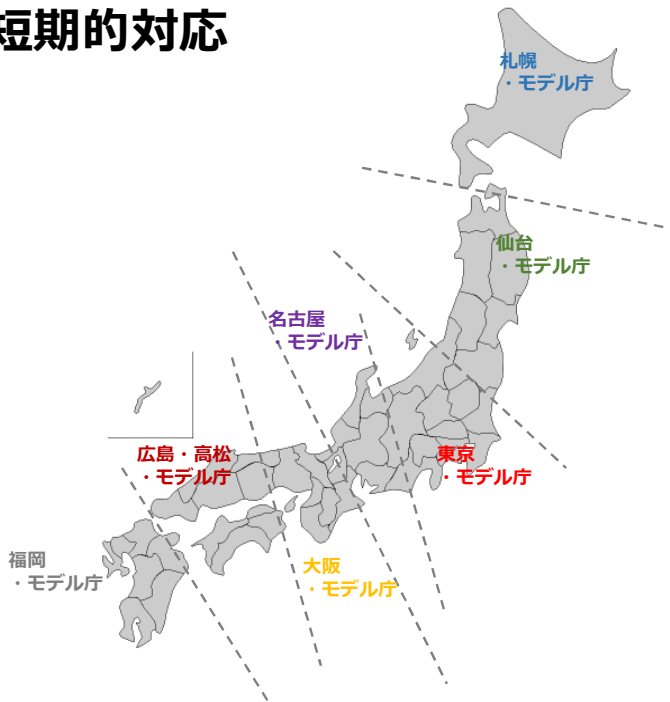 短期的対応
札幌
・モデル庁
仙台
・モデル庁
名古屋
・モデル庁
広島・高松
・モデル庁
東京
・モデル庁
福岡
・モデル庁
大阪
・モデル庁